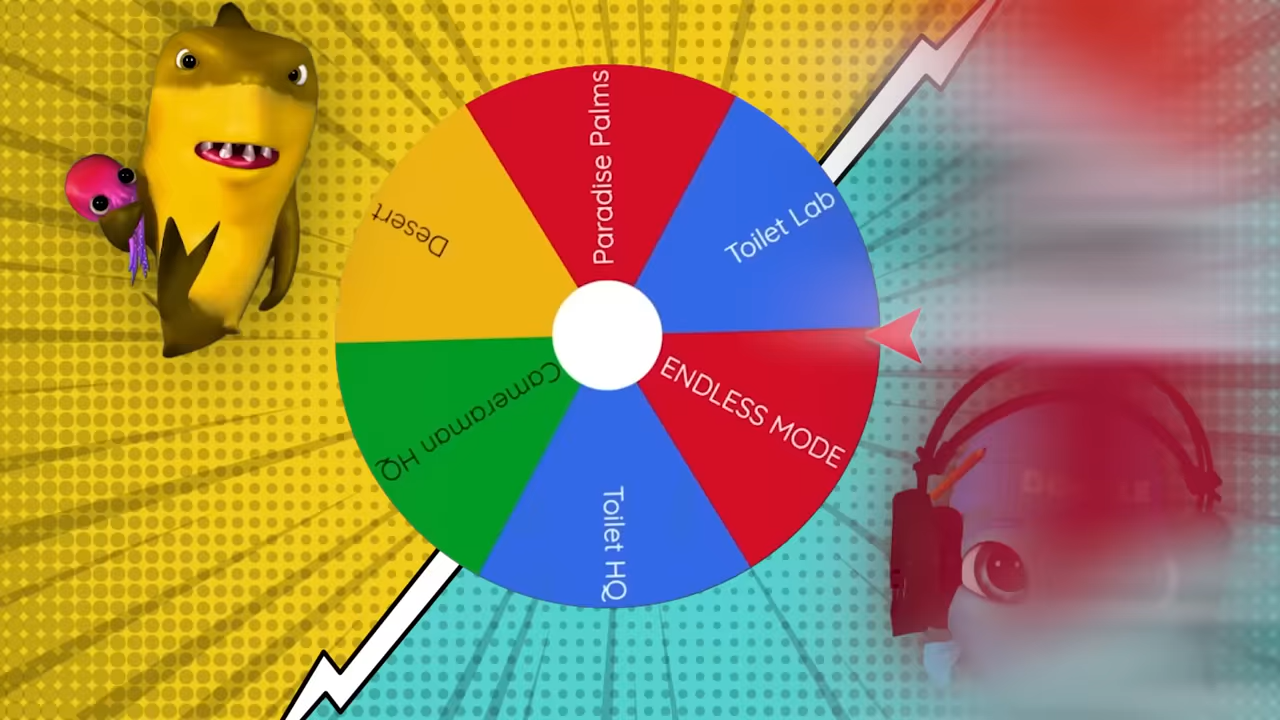 Paradise Palms
Toilet Lab
Desert
ENDLESS MODE
Cameraman HQ
Toilet HQ